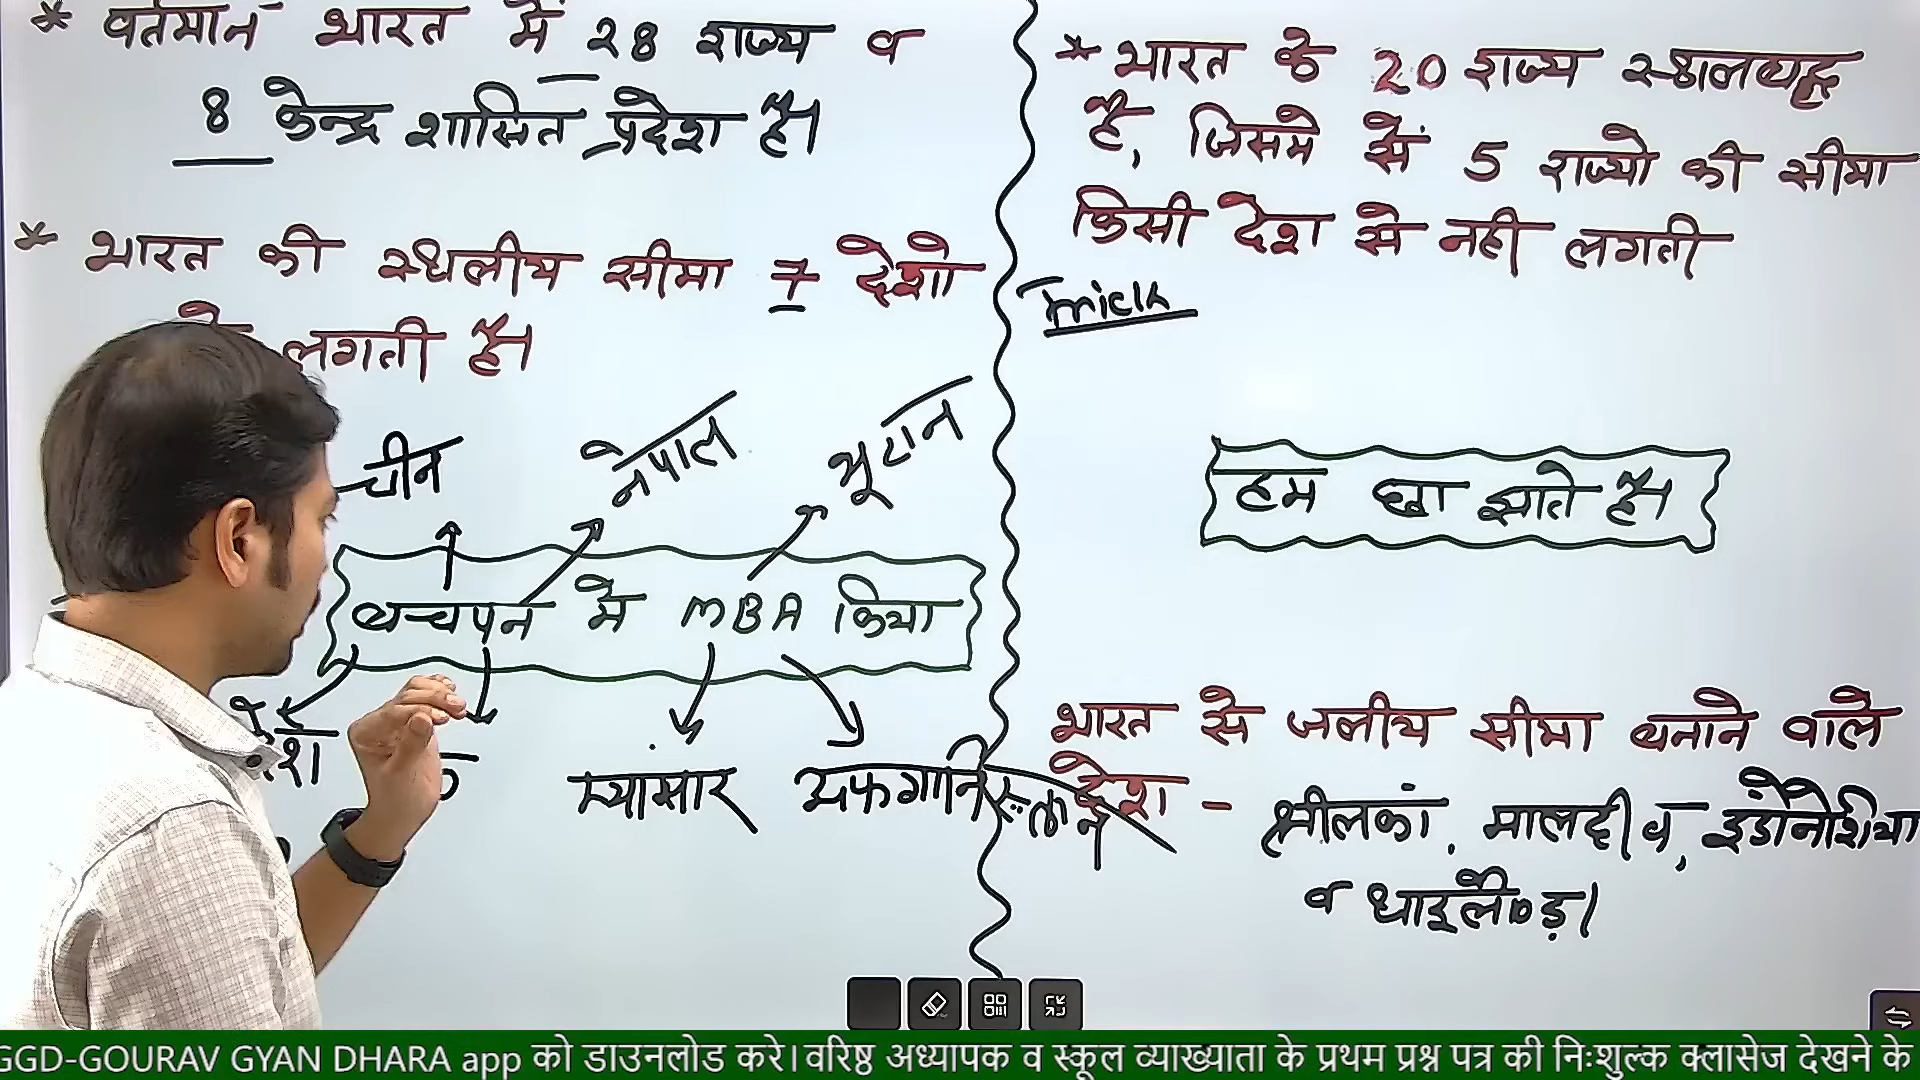 * वर्तमान भारत में 28 राज्य व
8 केन्द्र शासित प्रदेश है।
* भारत की स्थलीय सीमा 7 देशो
लगती है।
चीन
नेपाल
भूटान
बचपन मे MBA किया
म्यांमार
अफगानिस्तान
* भारत के 20 राज्य स्थलबद्ध
है, जिसमे से 5 राज्यो की सीमा
किसी देश से नही लगती
Trick
हम छा जाते है।
भारत से जलीय सीमा बनाने वाले
देश - श्रीलकां, मालदीव, इंडोनेशिया
व थाईलैण्ड़।
GGD-GOURAV GYAN DHARA app को डाउनलोड करे। वरिष्ठ अध्यापक व स्कूल व्याख्याता के प्रथम प्रश्न पत्र की निःशुल्क क्लासेज देखने के